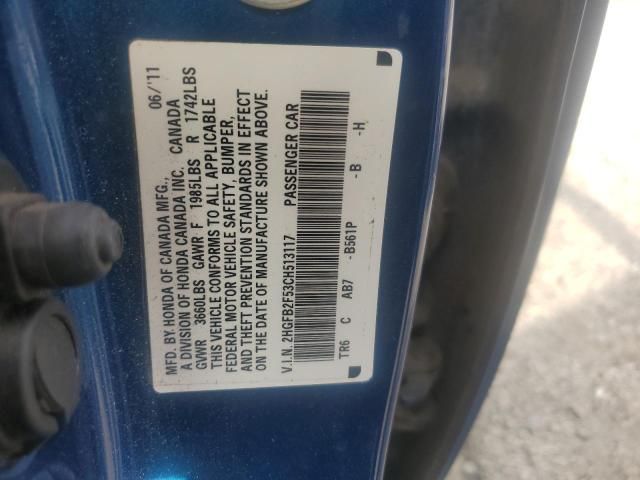 MFD. BY HONDA OF CANADA MFG., 06/'11
A DIVISION OF HONDA CANADA INC. CANADA
GVWR 3660LBS GAWR F 1985LBS R 1742LBS
THIS VEHICLE CONFORMS TO ALL APPLICABLE
FEDERAL MOTOR VEHICLE SAFETY, BUMPER,
AND THEFT PREVENTION STANDARDS IN EFFECT
ON THE DATE OF MANUFACTURE SHOWN ABOVE.
V.I.N. 2HGFB2F53CH513117 PASSENGER CAR
TR6 C AB7 -B561P -B -H